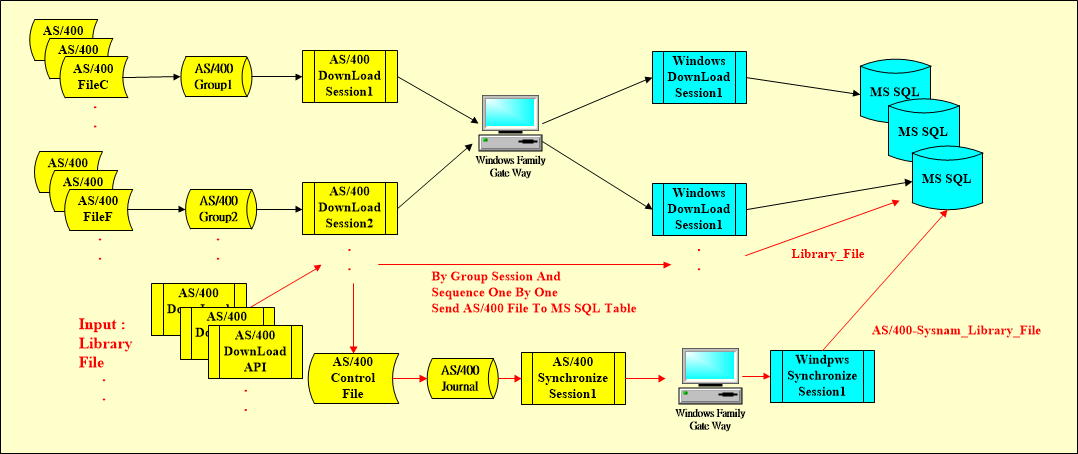 AS/400
AS/400
AS/400
FileC
AS/400
Group1
AS/400
DownLoad
Session1
Windows Family
Gate Way
Windows
DownLoad
Session1
MS SQL
MS SQL
MS SQL
AS/400
AS/400
AS/400
FileF
AS/400
Group2
AS/400
DownLoad
Session2
Windows
DownLoad
Session1
Library_File
By Group Session And
Sequence One By One
Send AS/400 File To MS SQL Table
Input :
Library
File
AS/400
AS/400
AS/400
DownLoad
API
AS/400
Control
File
AS/400
Journal
AS/400
Synchronize
Session1
Windows Family
Gate Way
Windpws
Synchronize
Session1
AS/400-Sysnam_Library_File